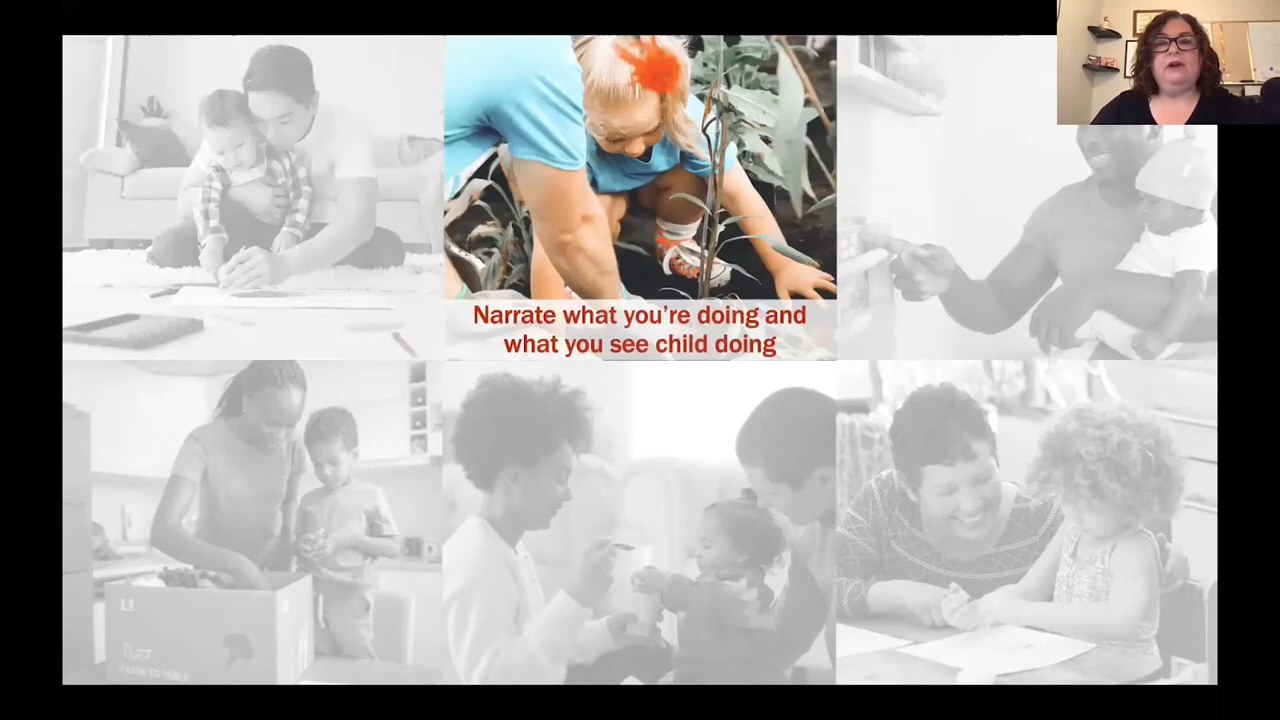 Narrate what you’re doing and
what you see child doing